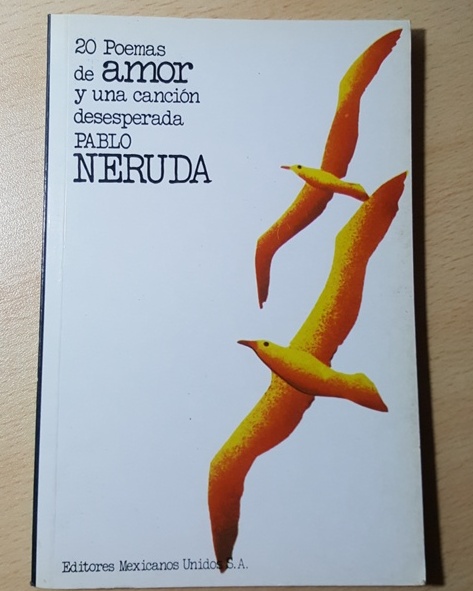 20 Poemas
de amor
y una canción
desesperada
PABLO
NERUDA
Editores Mexicanos Unidos S.A.